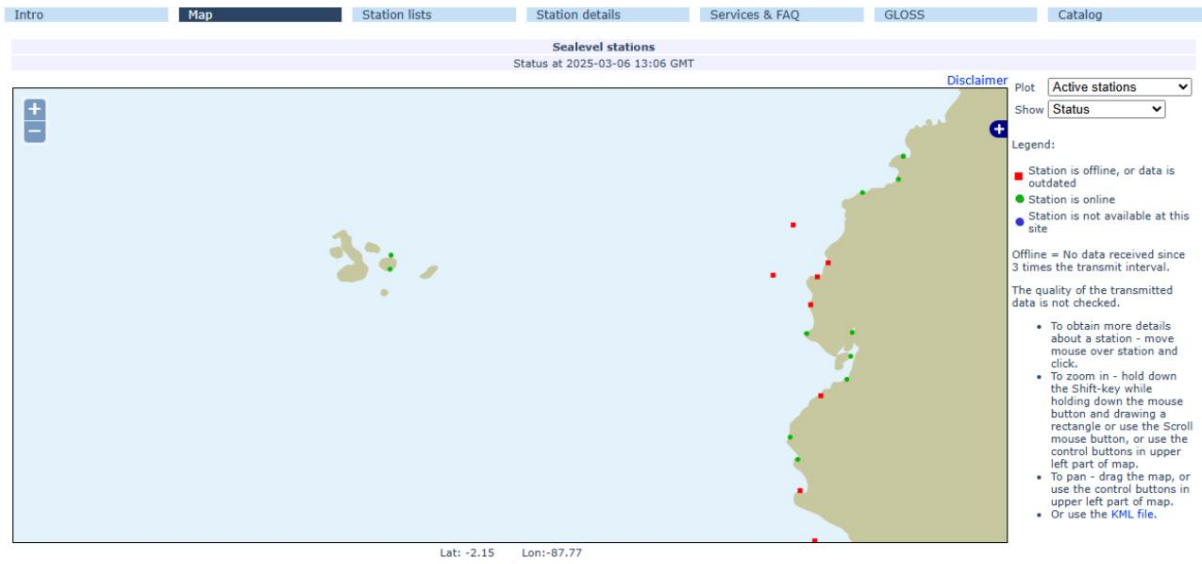 Intro Map Station lists Station details Services & FAQ GLOSS Catalog
Sealevel stations
Status at 2025-03-06 13:06 GMT
Disclaimer
Plot Active stations
Show Status
+
−
+
Legend:
Station is offline, or data is
outdated
Station is online
Station is not available at this
site
Offline = No data received since
3 times the transmit interval.
The quality of the transmitted
data is not checked.
• To obtain more details
about a station - move
mouse over station and
click.
• To zoom in - hold down
the Shift-key while
holding down the mouse
button and drawing a
rectangle or use the Scroll
mouse button, or use the
control buttons in upper
left part of map.
• To pan - drag the map, or
use the control buttons in
upper left part of map.
• Or use the KML file.
Lat: -2.15 Lon:-87.77